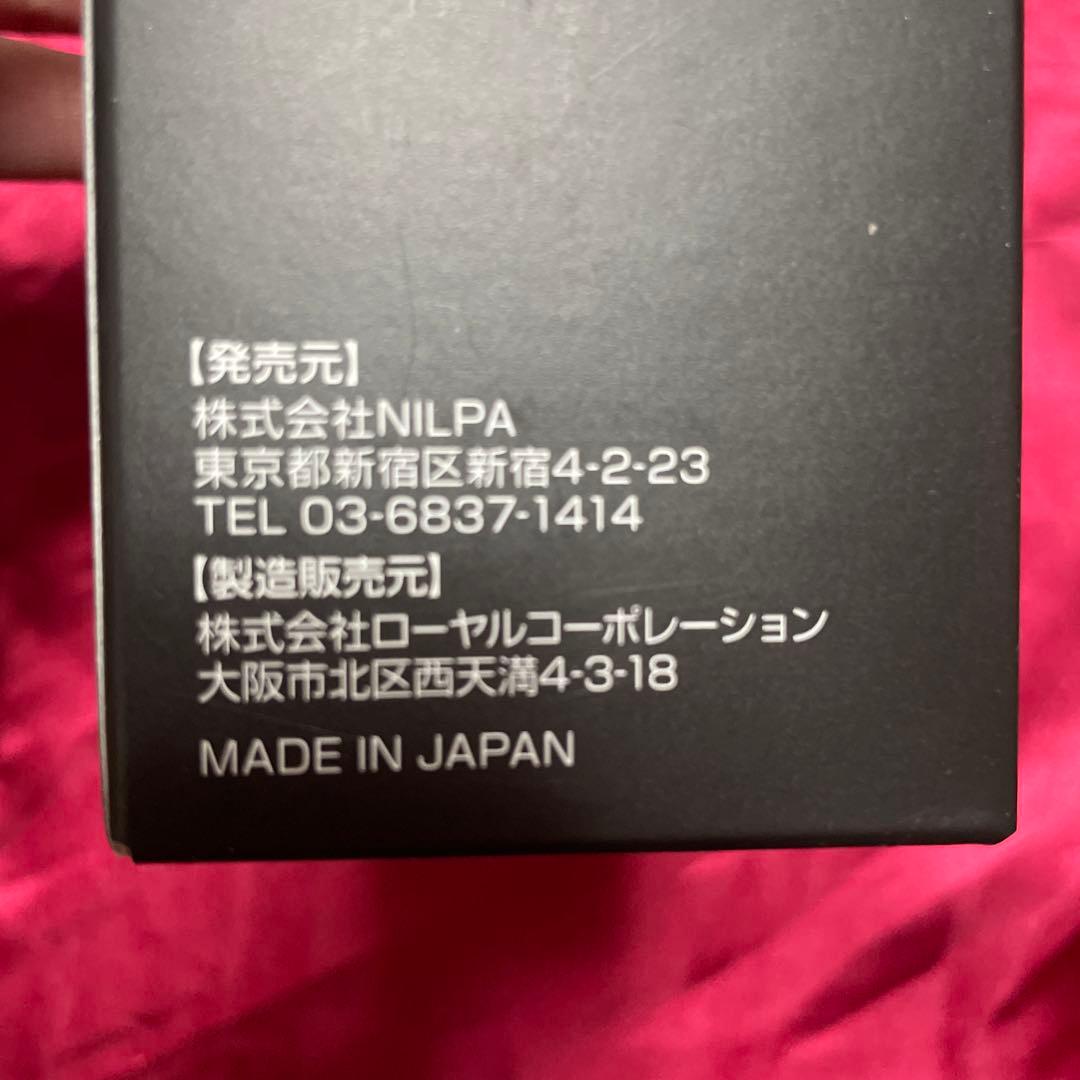 【発売元】
株式会社NILPA
東京都新宿区新宿4-2-23
TEL 03-6837-1414
【製造販売元】
株式会社ローヤルコーポレーション
大阪市北区西天満4-3-18
MADE IN JAPAN